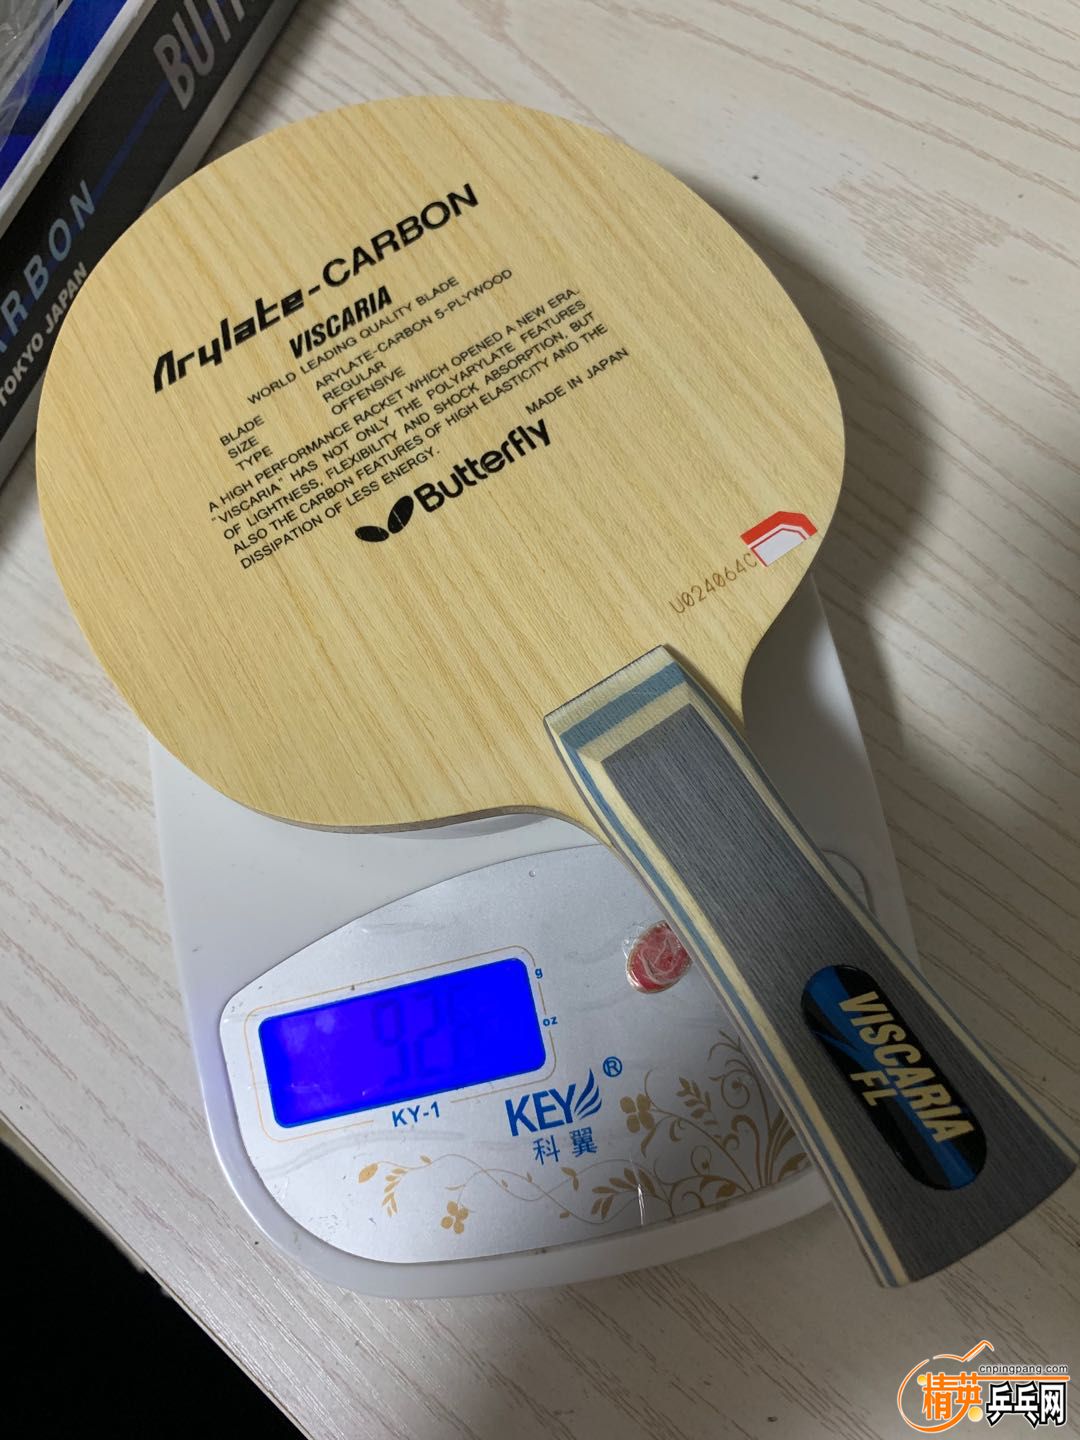 BUT
ARBON
TOKYO JAPAN
Arylate-CARBON
VISCARIA
WORLD LEADING QUALITY BLADE
BLADE ARYLATE-CARBON 5-PLYWOOD
SIZE REGULAR
TYPE OFFENSIVE
A HIGH PERFORMANCE RACKET WHICH OPENED A NEW ERA.
"VISCARIA" HAS NOT ONLY THE POLYARYLATE FEATURES
OF LIGHTNESS, FLEXIBILITY AND SHOCK ABSORPTION, BUT
ALSO THE CARBON FEATURES OF HIGH ELASTICITY AND THE
DISSIPATION OF LESS ENERGY.
MADE IN JAPAN
Butterfly
U024064C
VISCARIA
FL
g
oz
KY-1
KEY®
科翼
cnpingpang.com
精英乒乓网